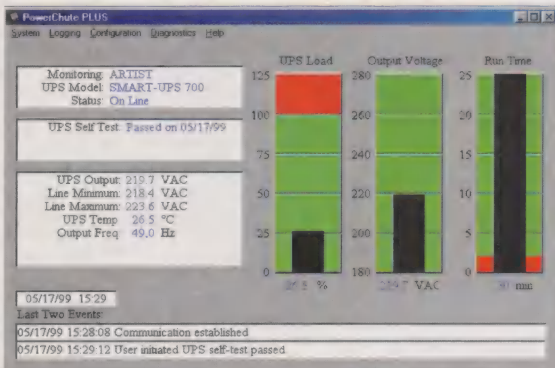 PowerChute PLUS
System Logging Configuration Diagnostics Help
Monitoring: ARTIST
UPS Model: SMART-UPS 700
Status: On Line
UPS Self Test: Passed on 05/17/99
UPS Output: 219.7 VAC
Line Minimum: 218.4 VAC
Line Maximum: 223.6 VAC
UPS Temp 26.5 °C
Output Freq 49.0 Hz
UPS Load
125
100
75
50
25
0
26.8 %
Output Voltage
280
260
240
220
200
180
219.7 VAC
Run Time
25
20
15
10
5
0
30 min
05/17/99 15:29
Last Two Events:
05/17/99 15:28:08 Communication established
05/17/99 15:29:12 User initiated UPS self-test passed